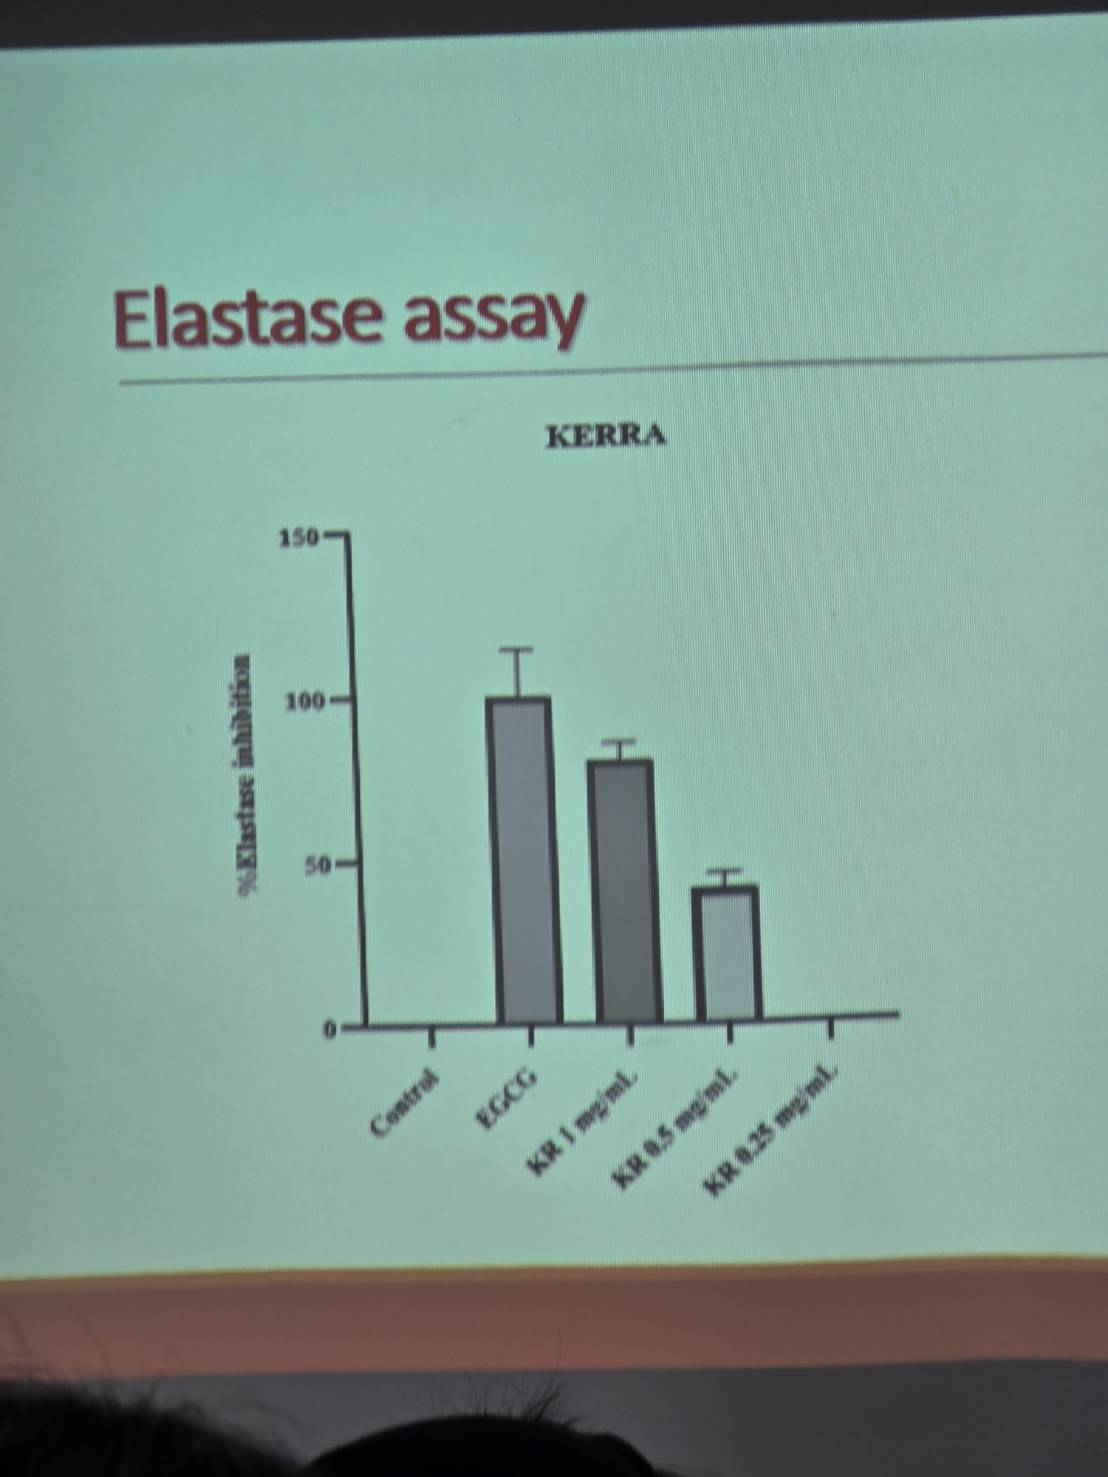 Elastase assay
KERRA
150
100
50
0
%Elastase inhibition
Control
EGCG
KR 1 mg/mL
KR 0.5 mg/mL
KR 0.25 mg/mL